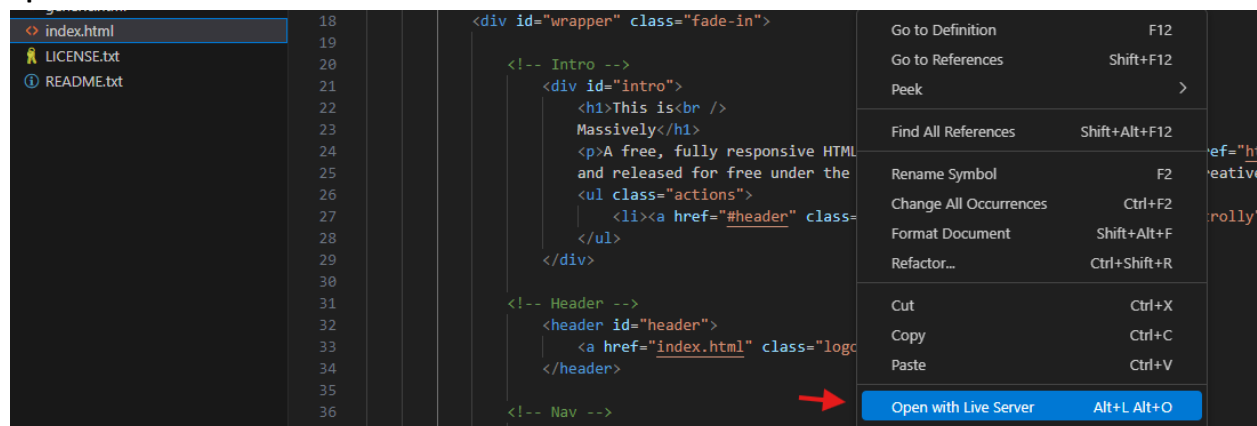 index.html
LICENSE.txt
README.txt
18 <div id="wrapper" class="fade-in">
19
20 <!-- Intro -->
21 <div id="intro">
22 <h1>This is<br />
23 Massively</h1>
24 <p>A free, fully responsive HTML
25 and released for free under the
26 <ul class="actions">
27 <li><a href="#header" class=
28 </ul>
29 </div>
30
31 <!-- Header -->
32 <header id="header">
33 <a href="index.html" class="logo
34 </header>
35
36 <!-- Nav -->
Go to Definition F12
Go to References Shift+F12
Peek >
Find All References Shift+Alt+F12
Rename Symbol F2
Change All Occurrences Ctrl+F2
Format Document Shift+Alt+F
Refactor... Ctrl+Shift+R
Cut Ctrl+X
Copy Ctrl+C
Paste Ctrl+V
Open with Live Server Alt+L Alt+O
ref="ht
reative
rolly"